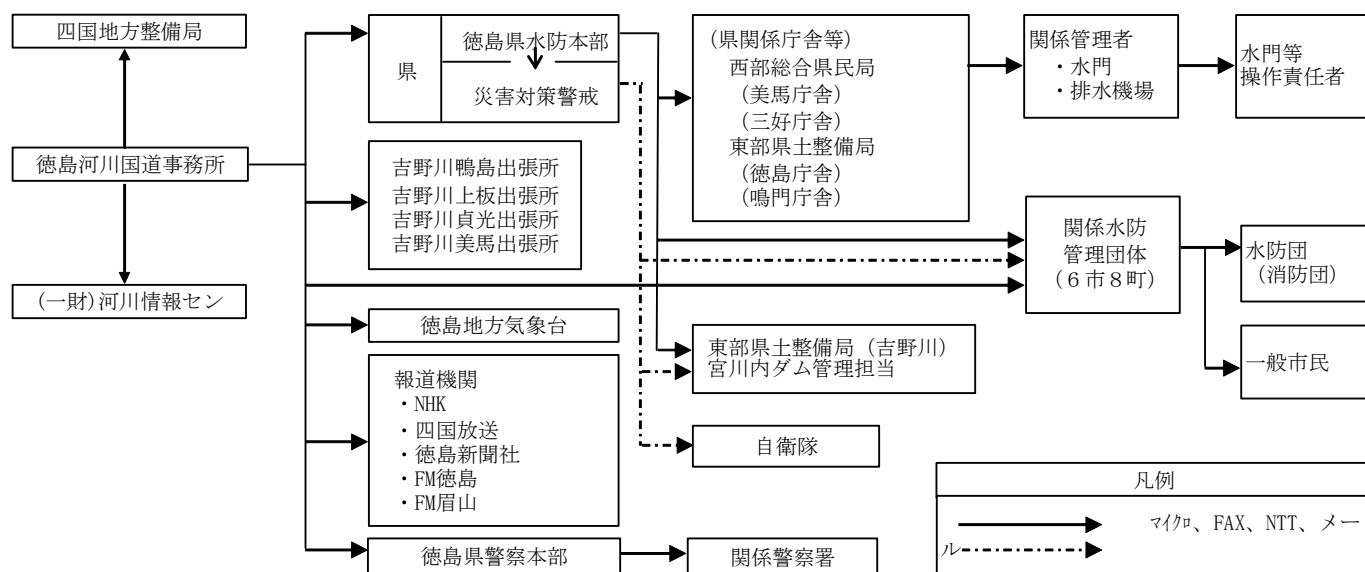 四国地方整備局
徳島河川国道事務所
(一財)河川情報セン
県
徳島県水防本部
災害対策警戒
吉野川鴨島出張所
吉野川上板出張所
吉野川貞光出張所
吉野川美馬出張所
徳島地方気象台
報道機関
・NHK
・四国放送
・徳島新聞社
・FM徳島
・FM眉山
徳島県警察本部
(県関係庁舎等)
西部総合県民局
(美馬庁舎)
(三好庁舎)
東部県土整備局
(徳島庁舎)
(鳴門庁舎)
東部県土整備局(吉野川)
宮川内ダム管理担当
自衛隊
関係警察署
関係管理者
・水門
・排水機場
水門等
操作責任者
関係水防
管理団体
(6市8町)
水防団
(消防団)
一般市民
凡例
マイクロ、FAX、NTT、メー
ル